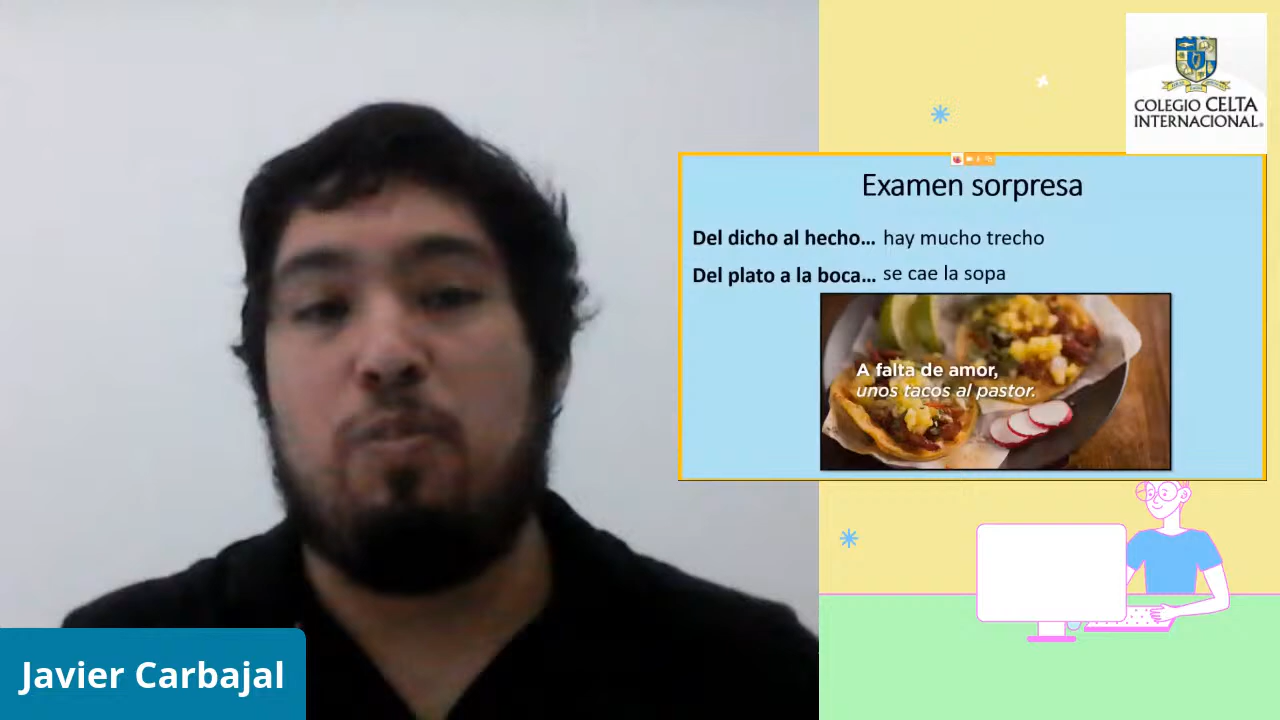 COLEGIO CELTA
INTERNACIONAL
Examen sorpresa
Del dicho al hecho... hay mucho trecho
Del plato a la boca... se cae la sopa
A falta de amor,
unos tacos al pastor.
Javier Carbajal